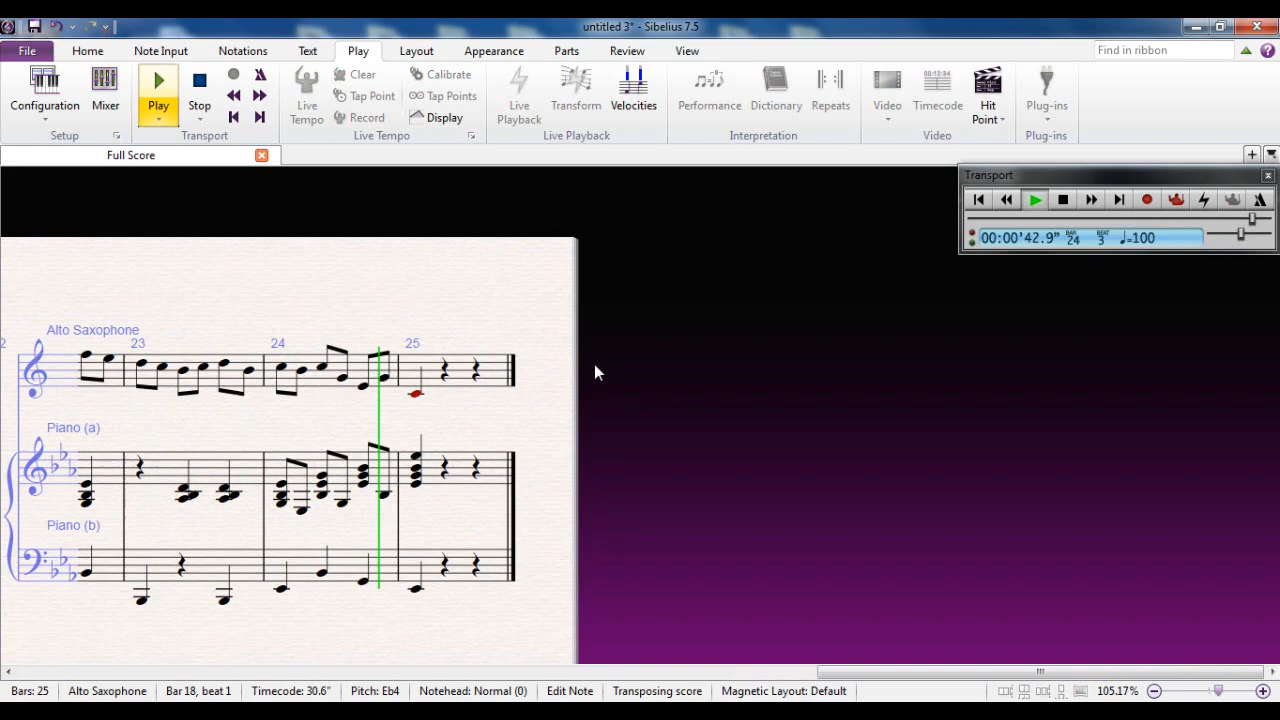 untitled 3* - Sibelius 7.5
File Home Note Input Notations Text Play Layout Appearance Parts Review View Find in ribbon
Configuration Mixer Play Stop Live Tempo Clear Tap Point Record Calibrate Tap Points Display Live Playback Transform Velocities Performance Dictionary Repeats Video Timecode Hit Point Plug-ins
Setup Transport Live Tempo Live Playback Interpretation Video Plug-ins
Full Score
Transport
00:00'42.9" BAR 24 BEAT 3 ♩=100
Alto Saxophone
2 23 24 25
Piano (a)
Piano (b)
Bars: 25 Alto Saxophone Bar 18, beat 1 Timecode: 30.6" Pitch: Eb4 Notehead: Normal (0) Edit Note Transposing score Magnetic Layout: Default 105.17%